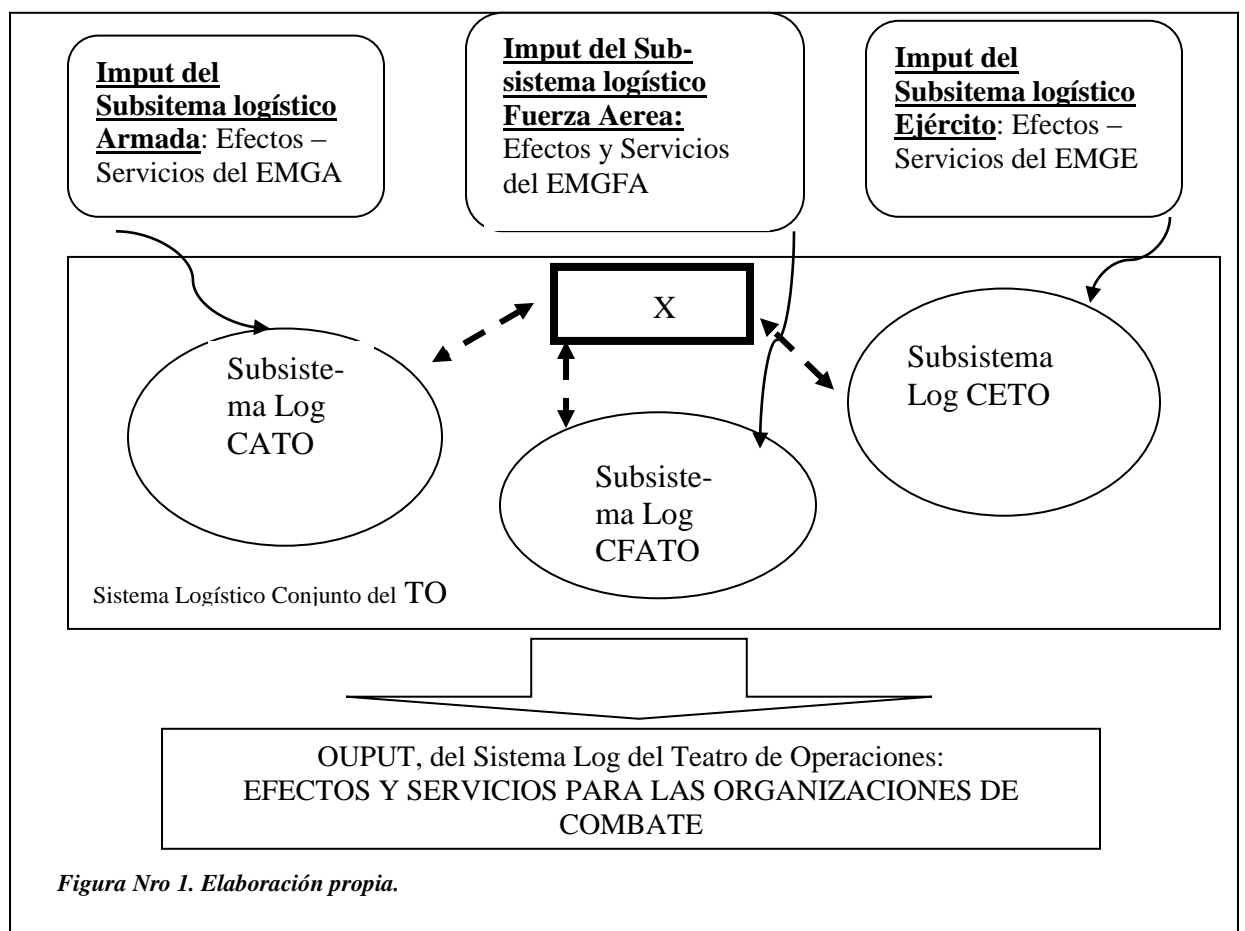 Imput del
Subsitema logístico
Armada: Efectos –
Servicios del EMGA
Imput del Sub-
sistema logístico
Fuerza Aerea:
Efectos y Servicios
del EMGFA
Imput del
Subsitema logístico
Ejército: Efectos –
Servicios del EMGE
X
Subsiste-
ma Log
CATO
Subsiste-
ma Log
CFATO
Subsistema
Log CETO
Sistema Logístico Conjunto del TO
OUPUT, del Sistema Log del Teatro de Operaciones:
EFECTOS Y SERVICIOS PARA LAS ORGANIZACIONES DE
COMBATE
Figura Nro 1. Elaboración propia.